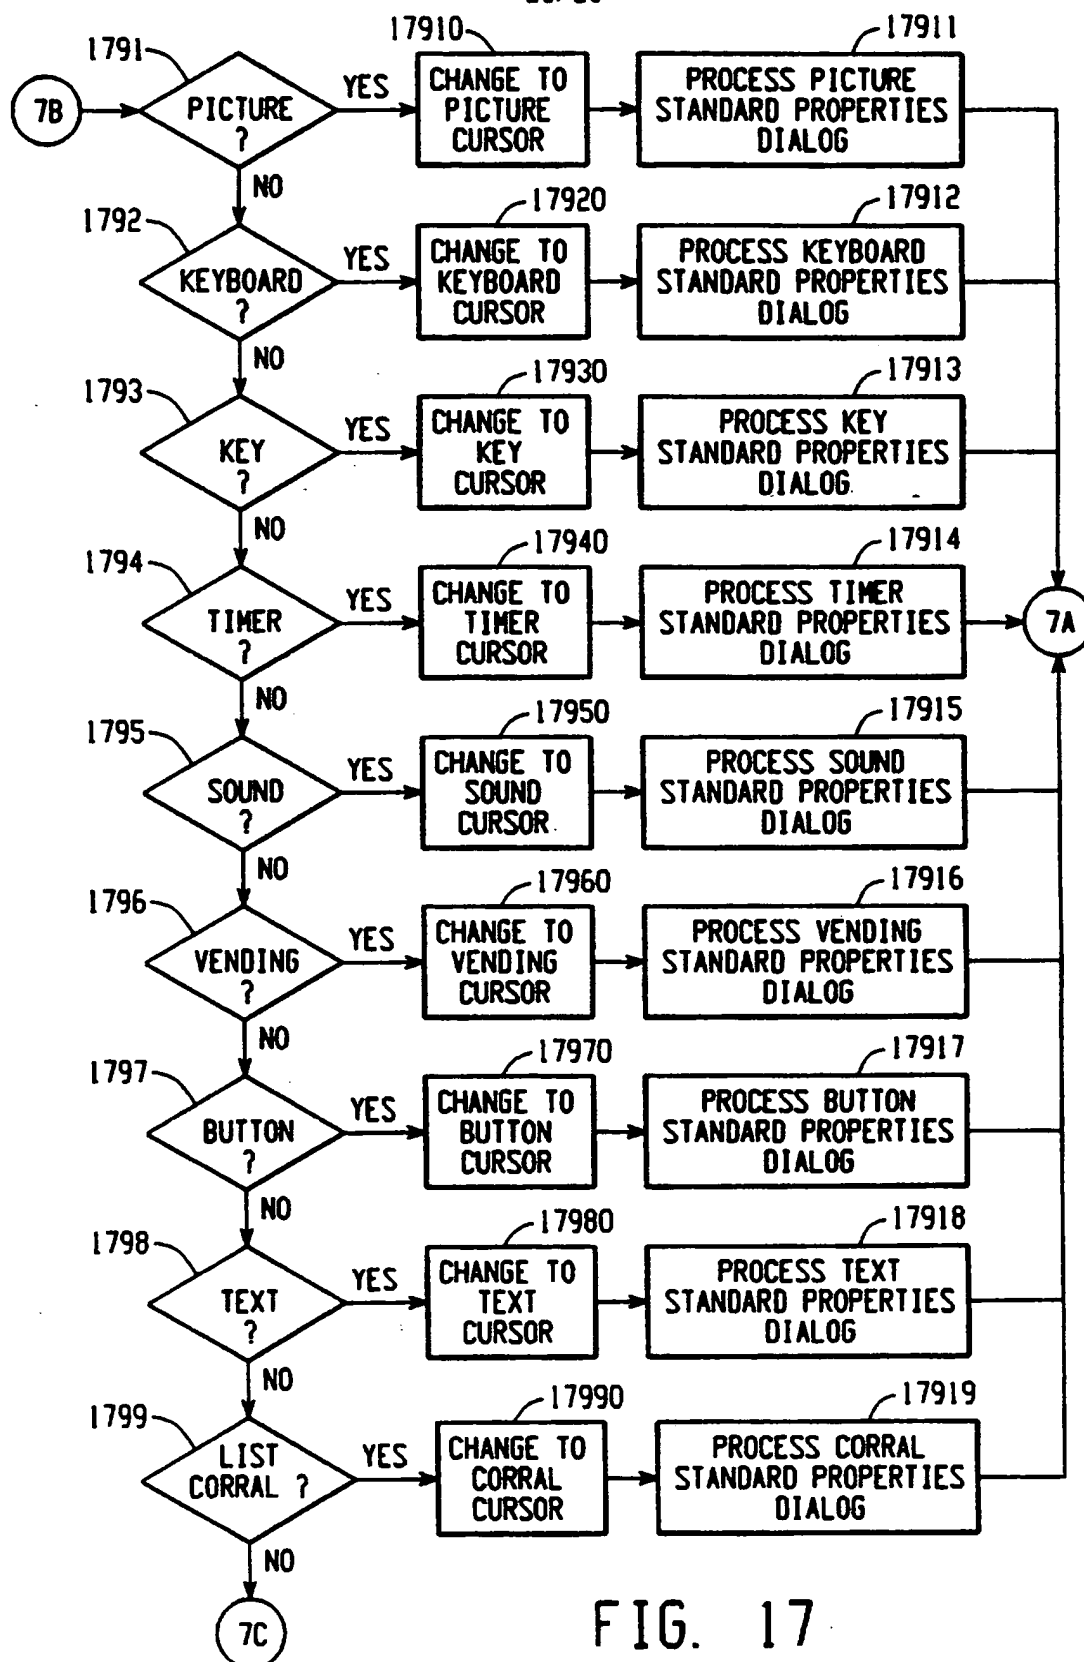 1791
17910
17911
7B
PICTURE
?
YES
CHANGE TO
PICTURE
CURSOR
PROCESS PICTURE
STANDARD PROPERTIES
DIALOG
NO
1792
17920
17912
KEYBOARD
?
YES
CHANGE TO
KEYBOARD
CURSOR
PROCESS KEYBOARD
STANDARD PROPERTIES
DIALOG
NO
1793
17930
17913
KEY
?
YES
CHANGE TO
KEY
CURSOR
PROCESS KEY
STANDARD PROPERTIES
DIALOG
NO
1794
17940
17914
TIMER
?
YES
CHANGE TO
TIMER
CURSOR
PROCESS TIMER
STANDARD PROPERTIES
DIALOG
7A
NO
1795
17950
17915
SOUND
?
YES
CHANGE TO
SOUND
CURSOR
PROCESS SOUND
STANDARD PROPERTIES
DIALOG
NO
1796
17960
17916
VENDING
?
YES
CHANGE TO
VENDING
CURSOR
PROCESS VENDING
STANDARD PROPERTIES
DIALOG
NO
1797
17970
17917
BUTTON
?
YES
CHANGE TO
BUTTON
CURSOR
PROCESS BUTTON
STANDARD PROPERTIES
DIALOG
NO
1798
17980
17918
TEXT
?
YES
CHANGE TO
TEXT
CURSOR
PROCESS TEXT
STANDARD PROPERTIES
DIALOG
NO
1799
17990
17919
LIST
CORRAL ?
YES
CHANGE TO
CORRAL
CURSOR
PROCESS CORRAL
STANDARD PROPERTIES
DIALOG
NO
7C
FIG. 17